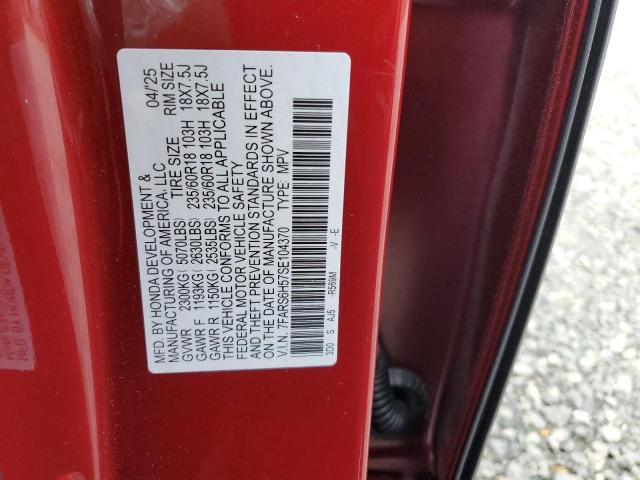 MFD. BY HONDA DEVELOPMENT & 04/'25
MANUFACTURING OF AMERICA, LLC
TIRE SIZE RIM SIZE
GVWR 2300KG( 5070LBS)
GAWR F 1193KG( 2630LBS) 235/60R18 103H 18X7.5J
GAWR R 1150KG( 2535LBS) 235/60R18 103H 18X7.5J
THIS VEHICLE CONFORMS TO ALL APPLICABLE
FEDERAL MOTOR VEHICLE SAFETY
AND THEFT PREVENTION STANDARDS IN EFFECT
ON THE DATE OF MANUFACTURE SHOWN ABOVE.
V.I.N. 7FARS6H57SE104370 TYPE: MPV
3D0 S AJ5 -R569M -V -E